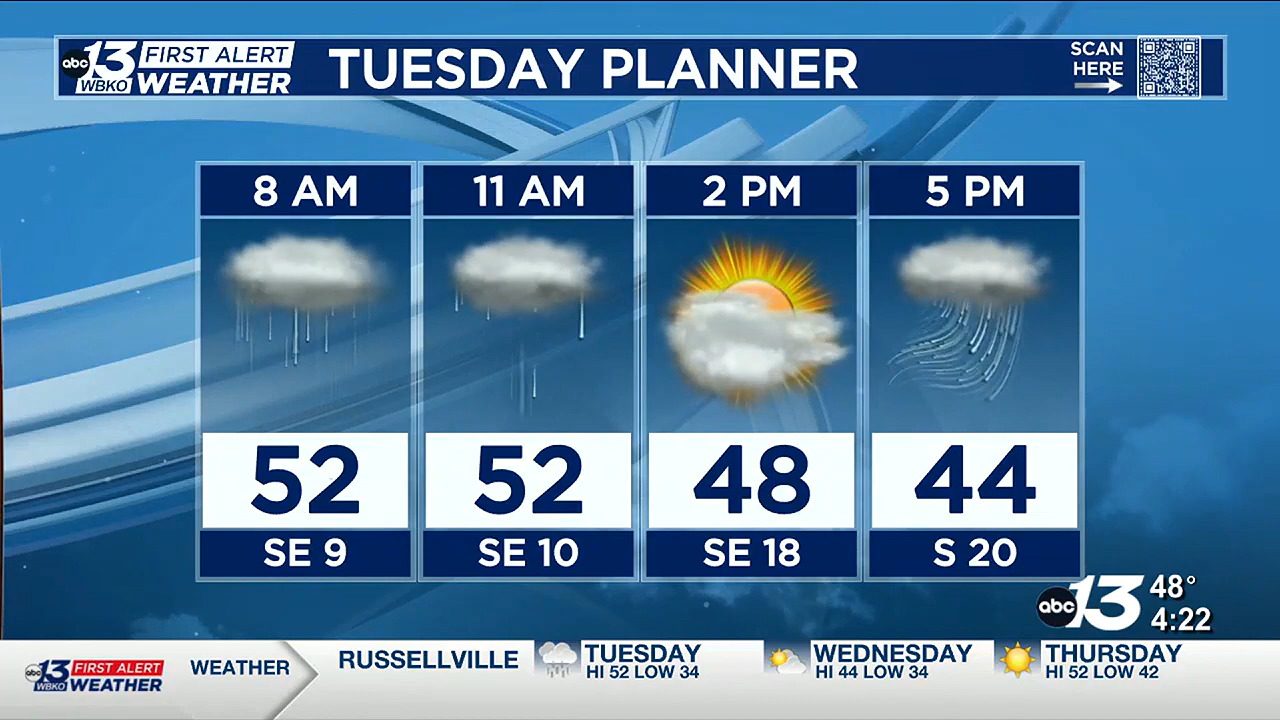 abc 13 WBKO FIRST ALERT WEATHER
TUESDAY PLANNER
SCAN HERE
8 AM 11 AM 2 PM 5 PM
52 52 48 44
SE 9 SE 10 SE 18 S 20
abc 13 48°
4:22
abc 13 WBKO FIRST ALERT WEATHER
WEATHER
RUSSELLVILLE
TUESDAY
HI 52 LOW 34
WEDNESDAY
HI 44 LOW 34
THURSDAY
HI 52 LOW 42